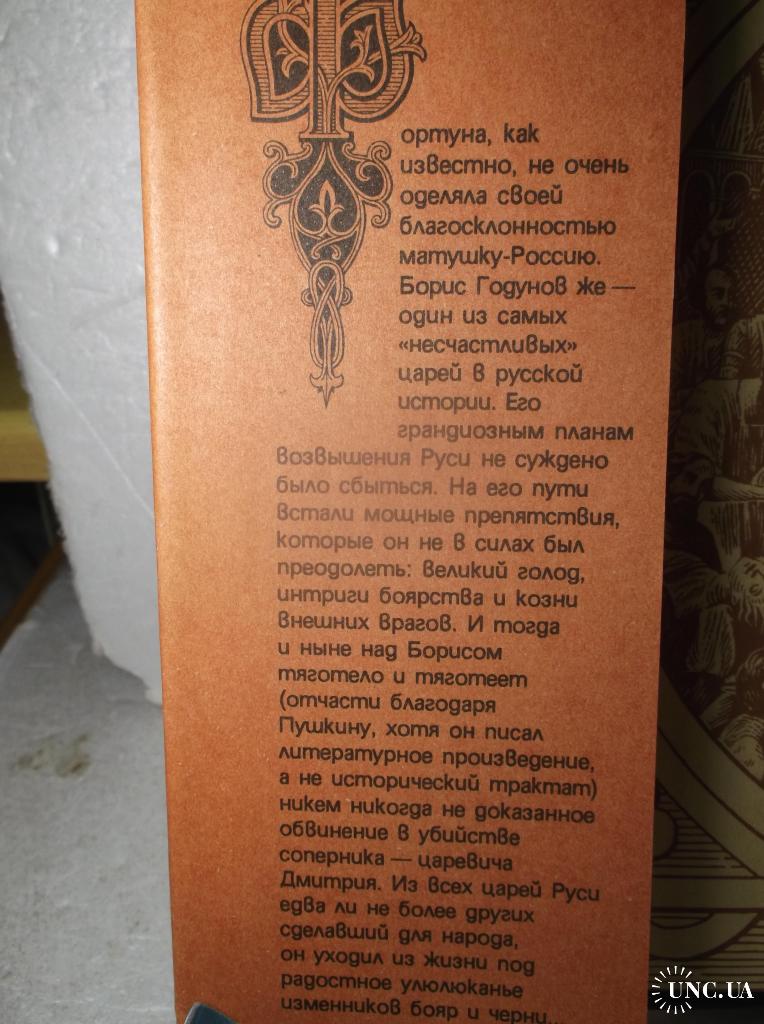 Фортуна, как
известно, не очень
оделяла своей
благосклонностью
матушку-Россию.
Борис Годунов же —
один из самых
«несчастливых»
царей в русской
истории. Его
грандиозным планам
возвышения Руси не суждено
было сбыться. На его пути
встали мощные препятствия,
которые он не в силах был
преодолеть: великий голод,
интриги боярства и козни
внешних врагов. И тогда
и ныне над Борисом
тяготело и тяготеет
(отчасти благодаря
Пушкину, хотя он писал
литературное произведение,
а не исторический трактат)
никем никогда не доказанное
обвинение в убийстве
соперника — царевича
Дмитрия. Из всех царей Руси
едва ли не более других
сделавший для народа,
он уходил из жизни под
радостное улюлюканье
изменников бояр и черни..
UNC.UA